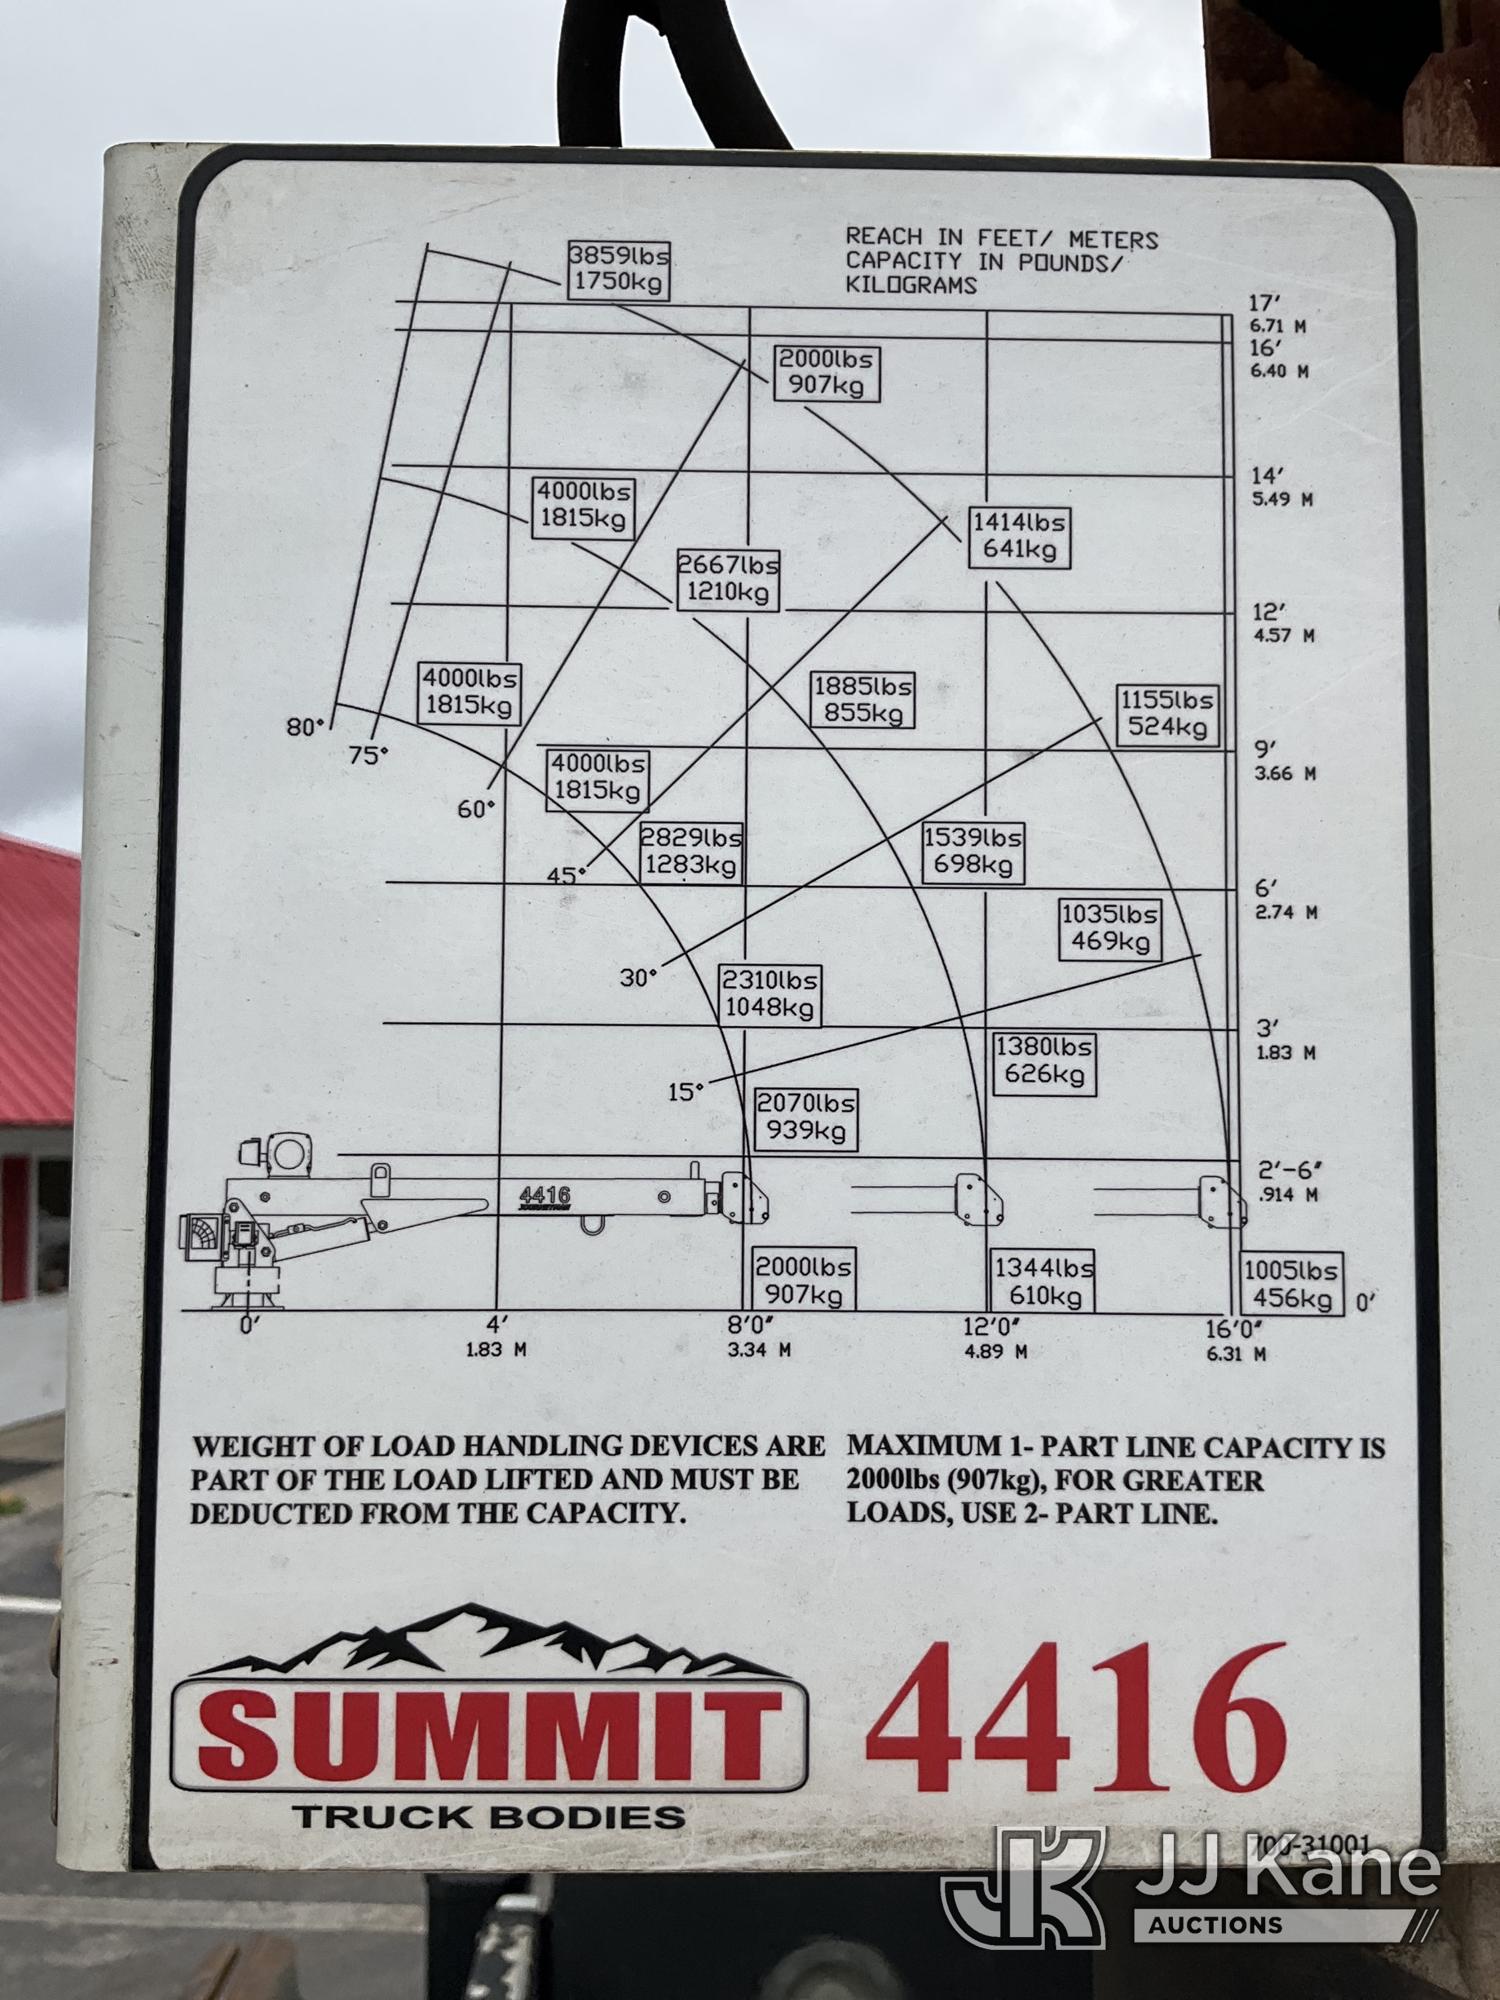 REACH IN FEET/ METERS
CAPACITY IN POUNDS/
KILOGRAMS
3859lbs
1750kg
17'
6.71 M
16'
6.40 M
2000lbs
907kg
14'
5.49 M
4000lbs
1815kg
1414lbs
641kg
2667lbs
1210kg
12'
4.57 M
4000lbs
1815kg
1885lbs
855kg
1155lbs
524kg
80°
75°
9'
3.66 M
4000lbs
1815kg
60°
2829lbs
1283kg
1539lbs
698kg
45°
6'
2.74 M
1035lbs
469kg
30°
2310lbs
1048kg
3'
1.83 M
1380lbs
626kg
15°
2070lbs
939kg
2'-6"
.914 M
4416
2000lbs
907kg
1344lbs
610kg
1005lbs
456kg
0'
0'
4'
1.83 M
8'0"
3.34 M
12'0"
4.89 M
16'0"
6.31 M
WEIGHT OF LOAD HANDLING DEVICES ARE
PART OF THE LOAD LIFTED AND MUST BE
DEDUCTED FROM THE CAPACITY.
MAXIMUM 1- PART LINE CAPACITY IS
2000lbs (907kg), FOR GREATER
LOADS, USE 2- PART LINE.
SUMMIT
TRUCK BODIES
4416
700-31001
JK
JJ Kane
AUCTIONS